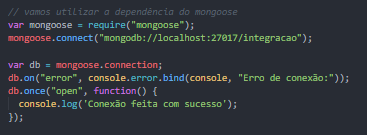 // vamos utilizar a dependência do mongoose
var mongoose = require("mongoose");
mongoose.connect("mongodb://localhost:27017/integracao");
var db = mongoose.connection;
db.on("error", console.error.bind(console, "Erro de conexão:"));
db.once("open", function() {
console.log('Conexão feita com sucesso');
});